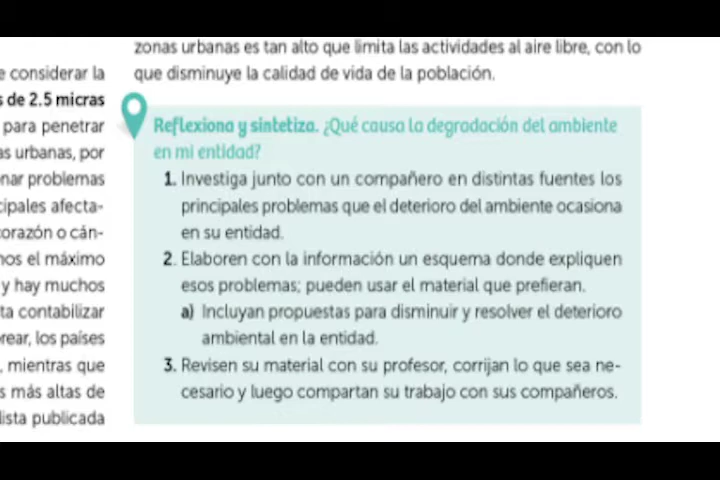 e considerar la
s de 2.5 micras
para penetrar
as urbanas, por
nar problemas
cipales afecta-
corazón o cán-
nos el máximo
y hay muchos
ta contabilizar
rear, los países
, mientras que
s más altas de
lista publicada
zonas urbanas es tan alto que limita las actividades al aire libre, con lo
que disminuye la calidad de vida de la población.
Reflexiona y sintetiza. ¿Qué causa la degradación del ambiente
en mi entidad?
1. Investiga junto con un compañero en distintas fuentes los
principales problemas que el deterioro del ambiente ocasiona
en su entidad.
2. Elaboren con la información un esquema donde expliquen
esos problemas; pueden usar el material que prefieran.
a) Incluyan propuestas para disminuir y resolver el deterioro
ambiental en la entidad.
3. Revisen su material con su profesor, corrijan lo que sea ne-
cesario y luego compartan su trabajo con sus compañeros.